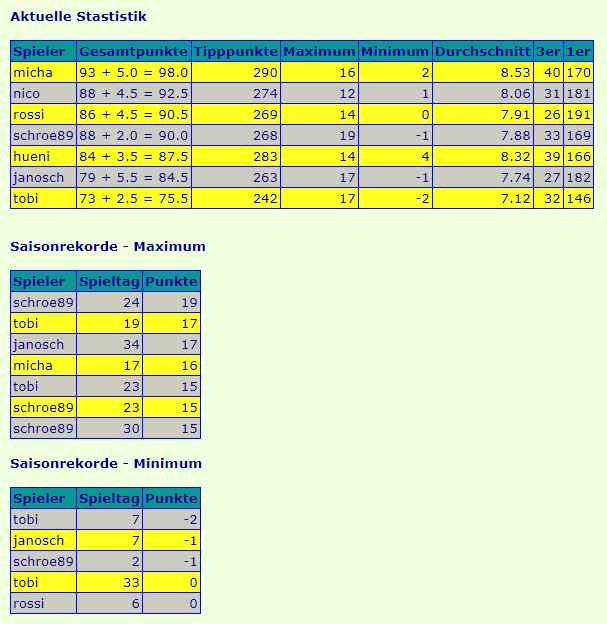 Aktuelle Stastistik
Spieler Gesamtpunkte Tipppunkte Maximum Minimum Durchschnitt 3er 1er
micha 93 + 5.0 = 98.0 290 16 2 8.53 40 170
nico 88 + 4.5 = 92.5 274 12 1 8.06 31 181
rossi 86 + 4.5 = 90.5 269 14 0 7.91 26 191
schroe89 88 + 2.0 = 90.0 268 19 -1 7.88 33 169
hueni 84 + 3.5 = 87.5 283 14 4 8.32 39 166
janosch 79 + 5.5 = 84.5 263 17 -1 7.74 27 182
tobi 73 + 2.5 = 75.5 242 17 -2 7.12 32 146
Saisonrekorde - Maximum
Spieler Spieltag Punkte
schroe89 24 19
tobi 19 17
janosch 34 17
micha 17 16
tobi 23 15
schroe89 23 15
schroe89 30 15
Saisonrekorde - Minimum
Spieler Spieltag Punkte
tobi 7 -2
janosch 7 -1
schroe89 2 -1
tobi 33 0
rossi 6 0